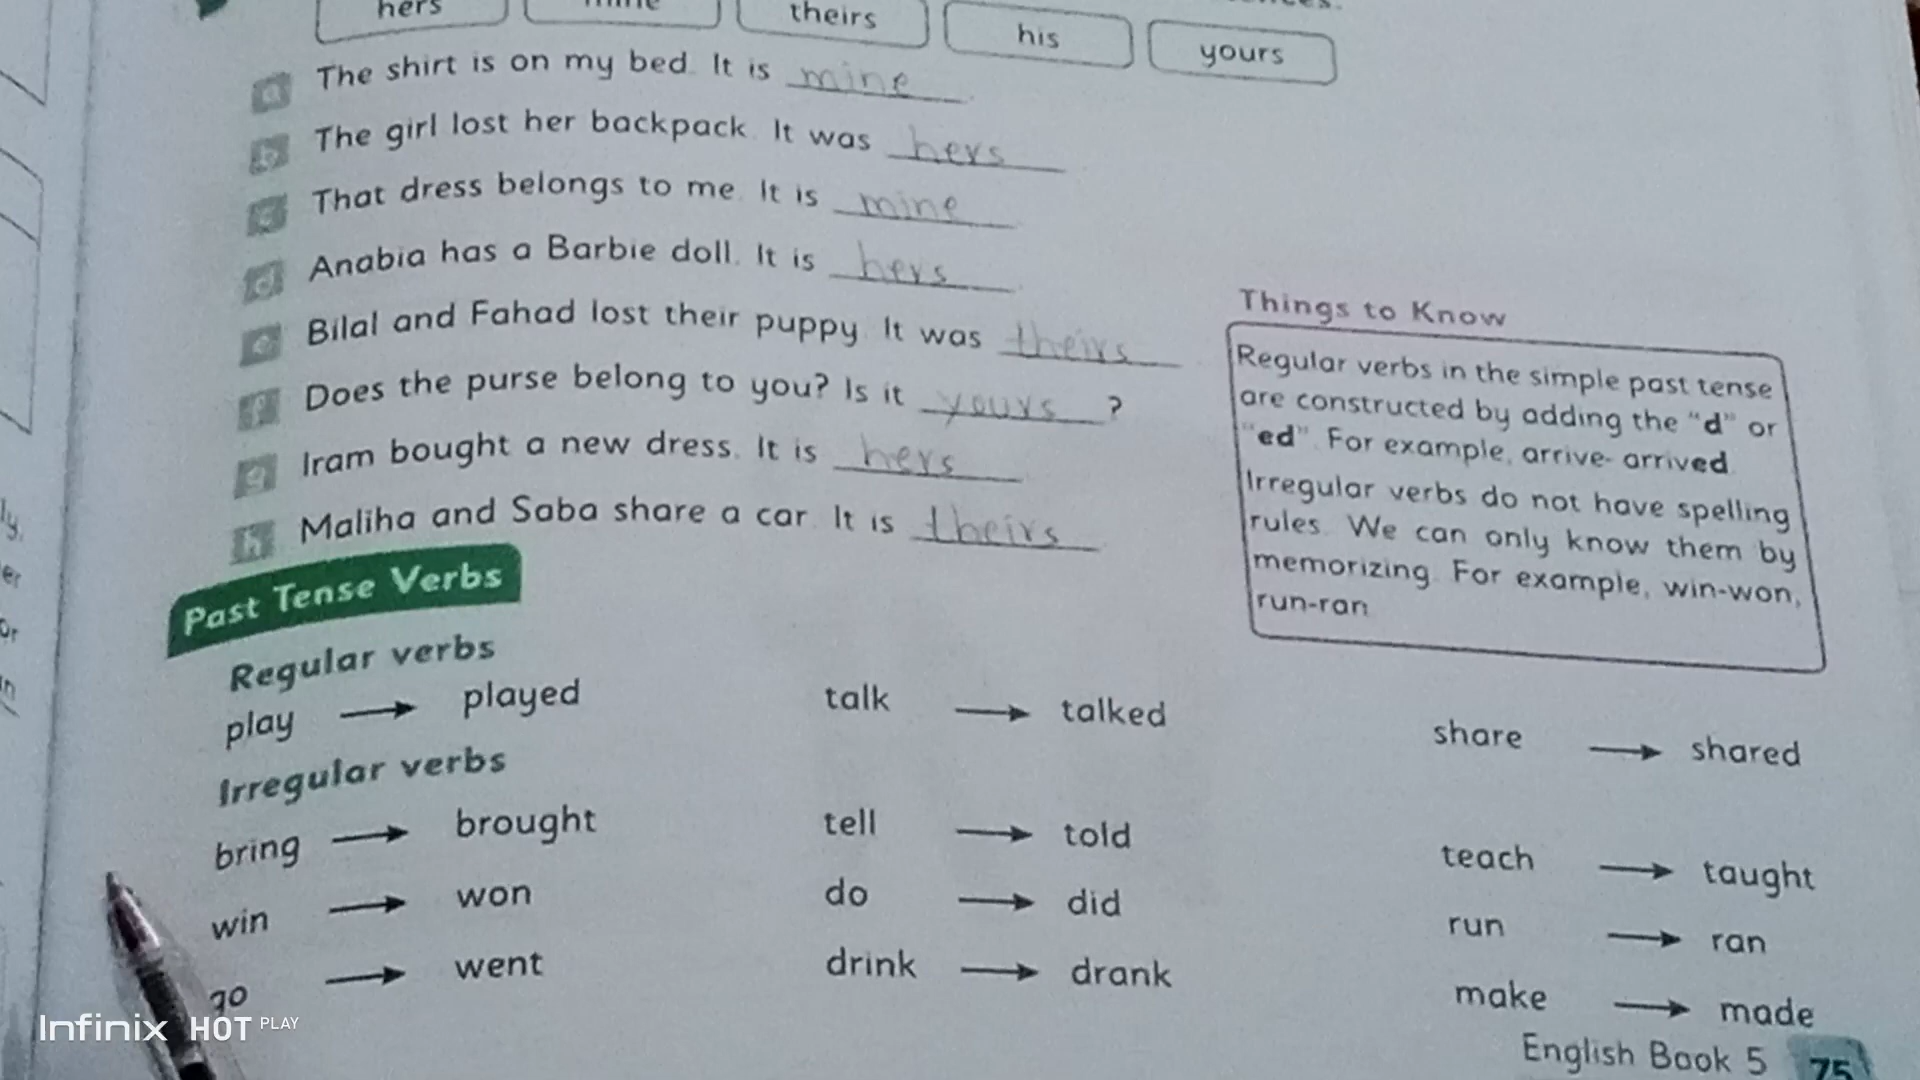 hers mine theirs his yours
a The shirt is on my bed. It is mine
b The girl lost her backpack. It was hers
c That dress belongs to me. It is mine
d Anabia has a Barbie doll. It is hers
e Bilal and Fahad lost their puppy. It was theirs
f Does the purse belong to you? Is it yours ?
g Iram bought a new dress. It is hers
h Maliha and Saba share a car. It is theirs
Things to Know
Regular verbs in the simple past tense
are constructed by adding the "d" or
"ed". For example, arrive- arrived.
Irregular verbs do not have spelling
rules. We can only know them by
memorizing. For example, win-won,
run-ran
Past Tense Verbs
Regular verbs
play → played talk → talked share → shared
Irregular verbs
bring → brought tell → told teach → taught
win → won do → did run → ran
go → went drink → drank make → made
English Book 5 75
Infinix HOT PLAY